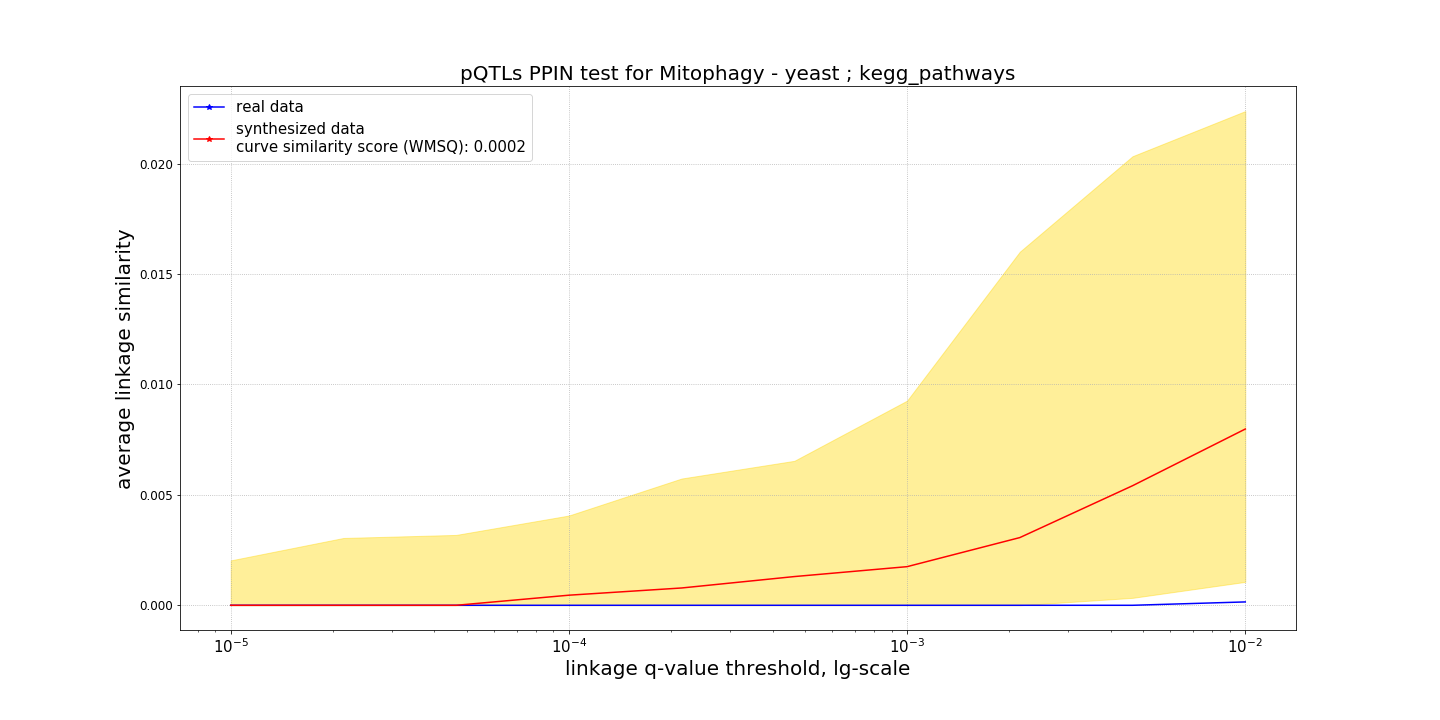 pQTLs PPIN test for Mitophagy - yeast ; kegg_pathways
real data
synthesized data
curve similarity score (WMSQ): 0.0002
average linkage similarity
0.020
0.015
0.010
0.005
0.000
10⁻⁵
10⁻⁴
10⁻³
10⁻²
linkage q-value threshold, lg-scale